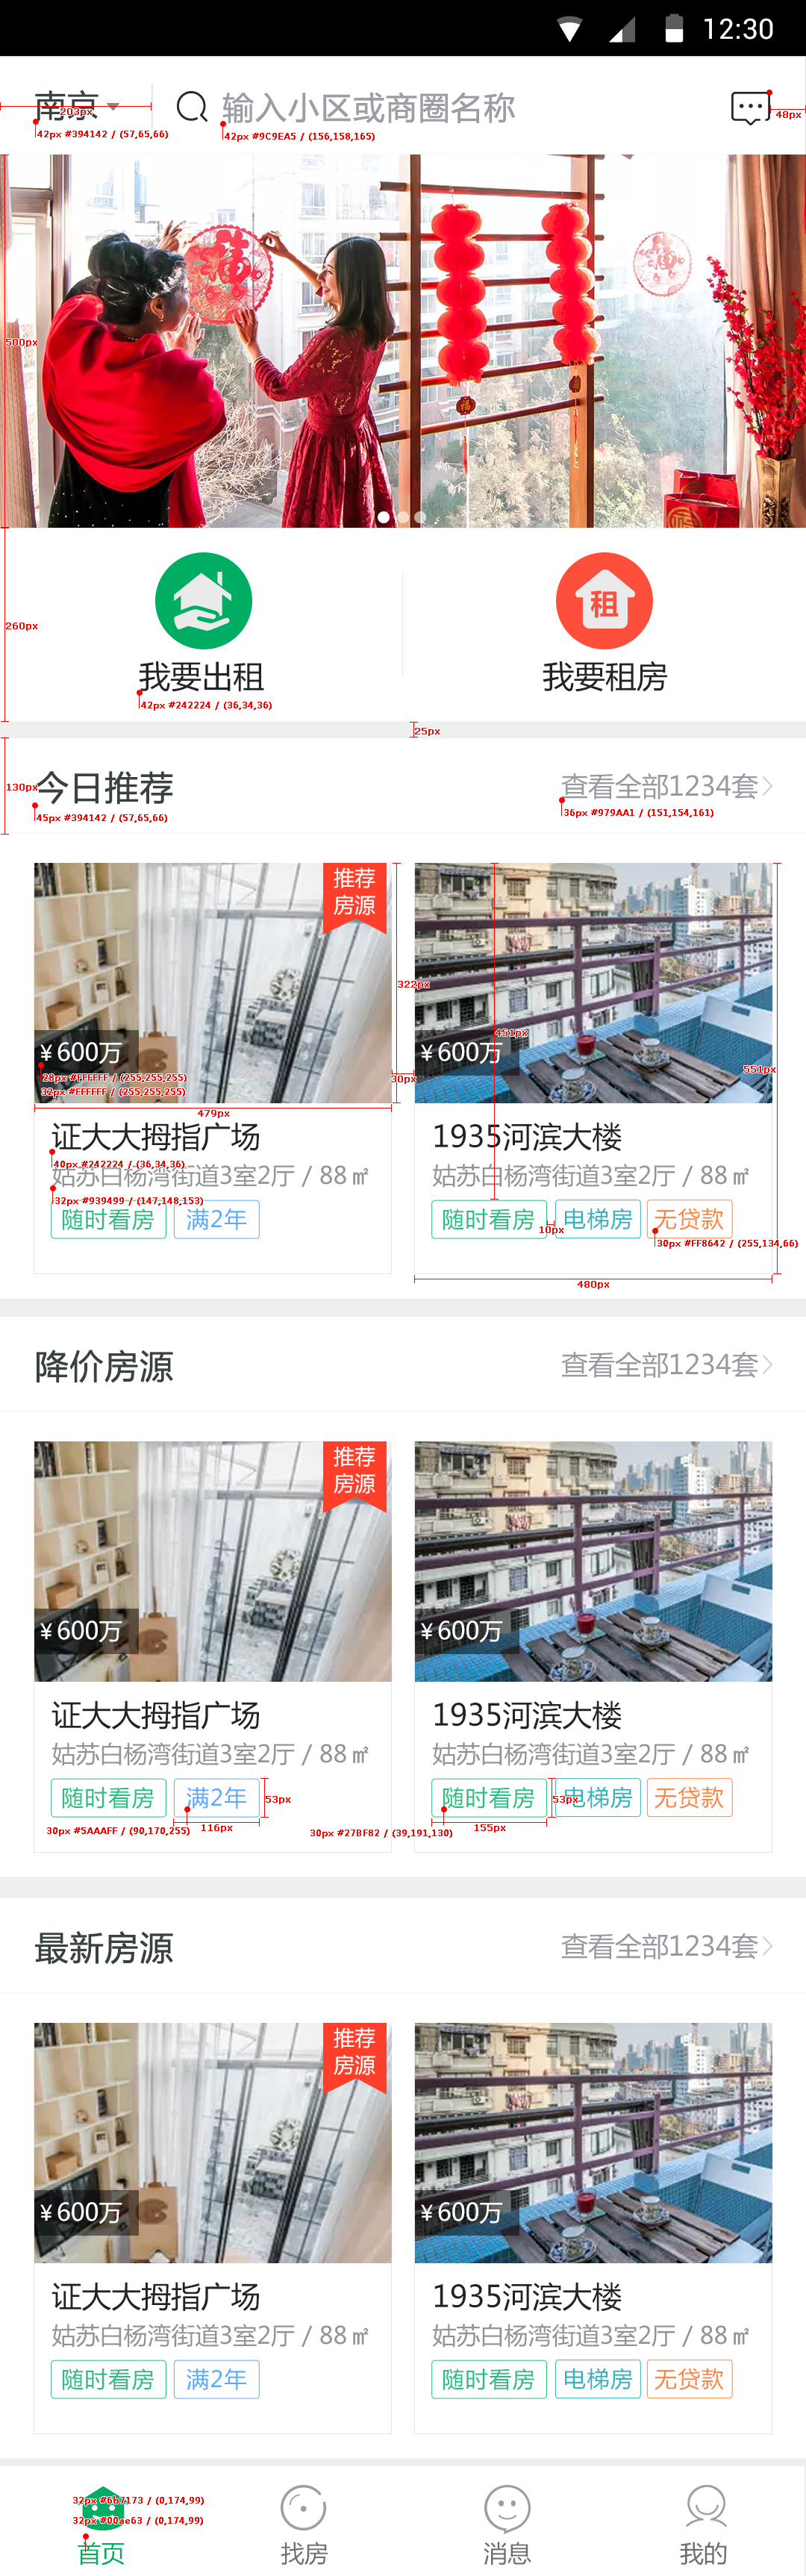 12:30
南京
输入小区或商圈名称
203px
48px
42px #394142 / (57,65,66)
42px #9C9EA5 / (156,158,165)
500px
260px
我要出租
我要租房
42px #242224 / (36,34,36)
25px
130px
今日推荐
查看全部1234套
45px #394142 / (57,65,66)
36px #979AA1 / (151,154,161)
推荐
房源
322px
451px
¥600万
¥600万
551px
28px #FFFFFF / (255,255,255)
30px
32px #FFFFFF / (255,255,255)
479px
证大大拇指广场
1935河滨大楼
40px #242224 / (36,34,36)
姑苏白杨湾街道3室2厅 / 88㎡
姑苏白杨湾街道3室2厅 / 88㎡
32px #939499 / (147,148,153)
随时看房
满2年
随时看房
电梯房
无贷款
10px
30px #FF8642 / (255,134,66)
480px
降价房源
查看全部1234套
推荐
房源
¥600万
¥600万
证大大拇指广场
1935河滨大楼
姑苏白杨湾街道3室2厅 / 88㎡
姑苏白杨湾街道3室2厅 / 88㎡
随时看房
满2年
53px
随时看房
53px
电梯房
无贷款
116px
155px
30px #5AAAFF / (90,170,255)
30px #27BF82 / (39,191,130)
最新房源
查看全部1234套
推荐
房源
¥600万
¥600万
证大大拇指广场
1935河滨大楼
姑苏白杨湾街道3室2厅 / 88㎡
姑苏白杨湾街道3室2厅 / 88㎡
随时看房
满2年
随时看房
电梯房
无贷款
32px #6b7173 / (0,174,99)
32px #00ae63 / (0,174,99)
首页
找房
消息
我的